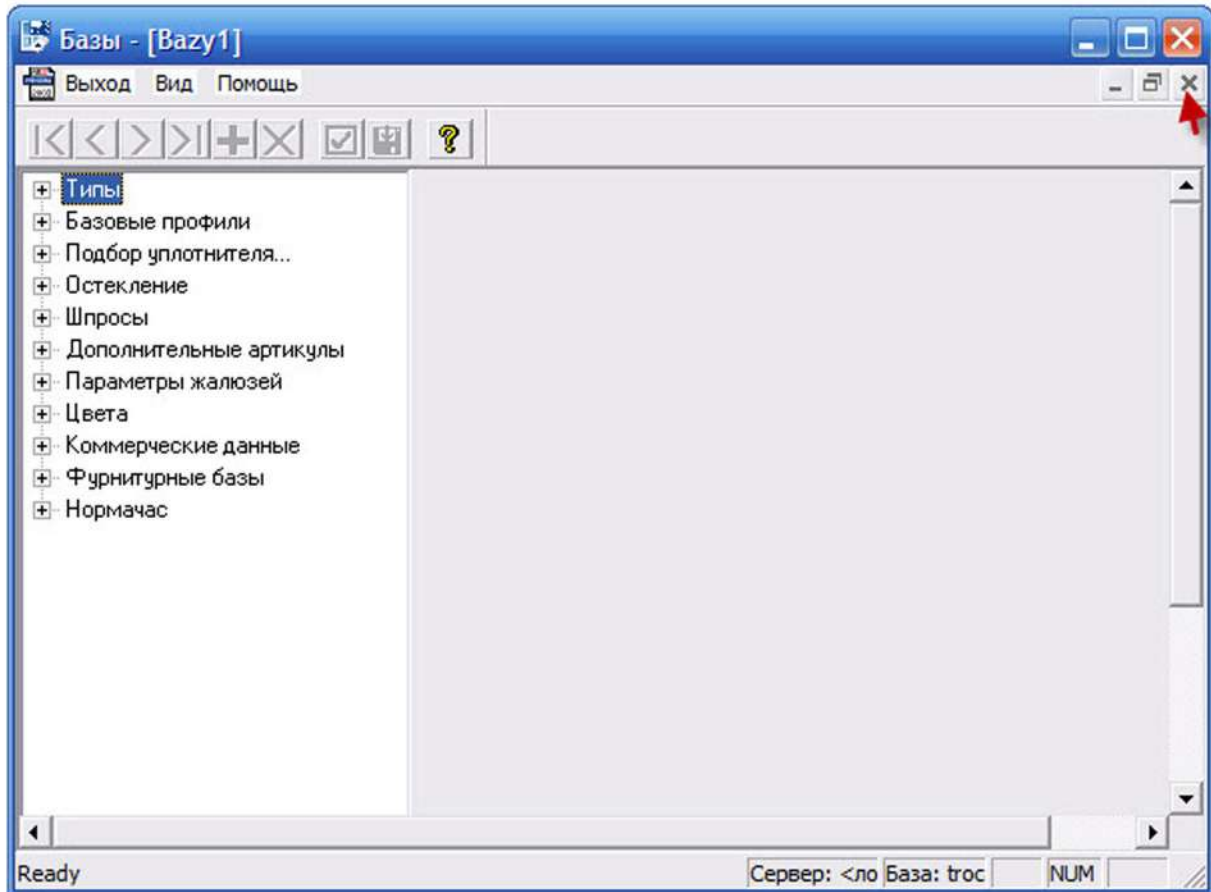 Базы - [Bazy1]
Выход Вид Помощь
Типы
Базовые профили
Подбор уплотнителя...
Остекление
Шпросы
Дополнительные артикулы
Параметры жалюзей
Цвета
Коммерческие данные
Фурнитурные базы
Нормачас
Ready Сервер: <ло База: troc NUM